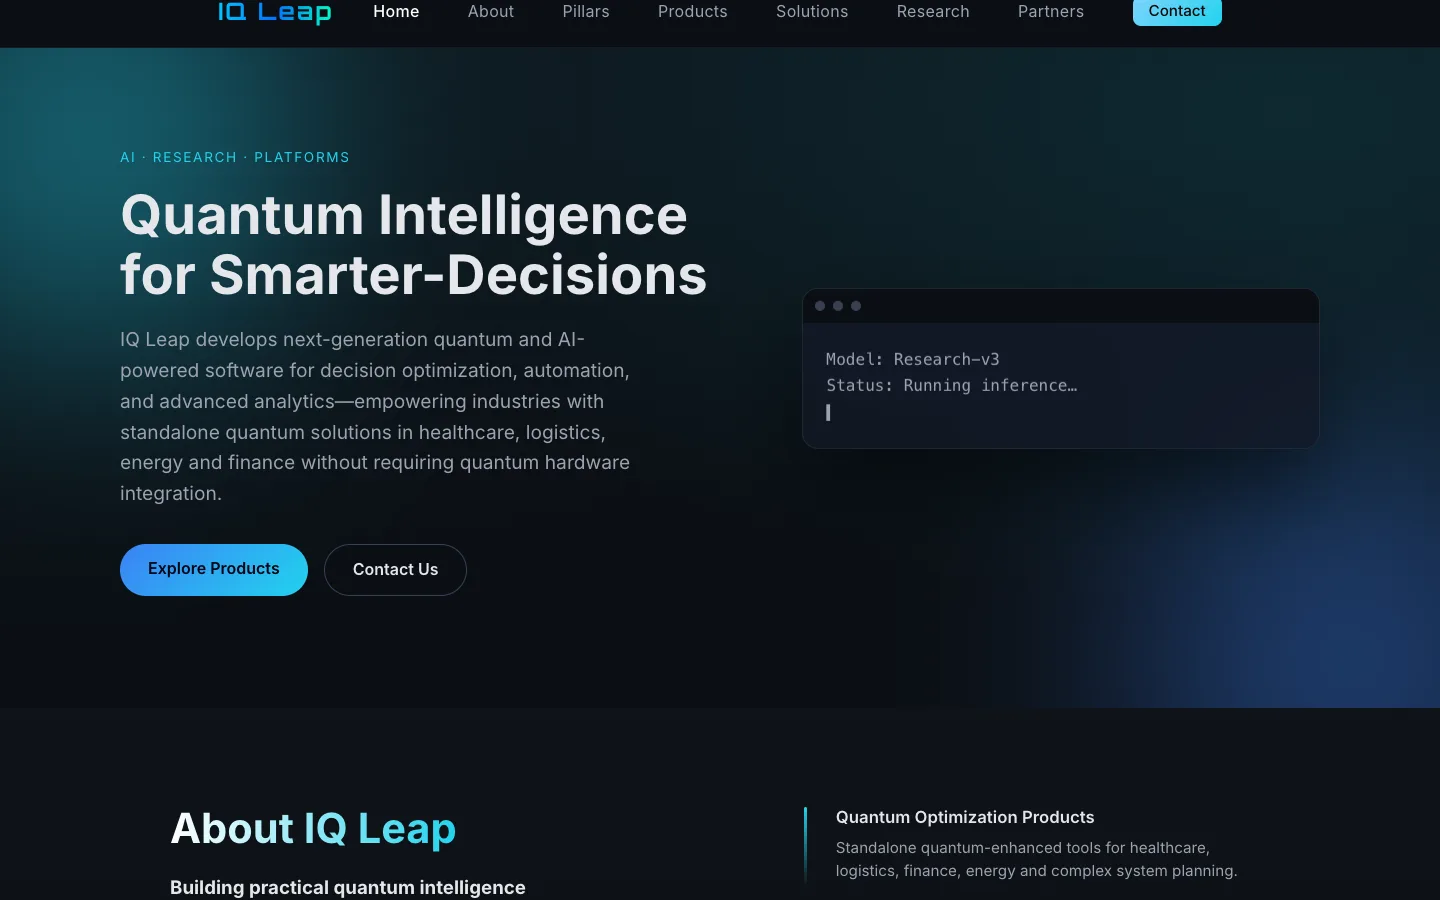 IQ Leap
Home
About
Pillars
Products
Solutions
Research
Partners
Contact
AI · RESEARCH · PLATFORMS
Quantum Intelligence
for Smarter-Decisions
IQ Leap develops next-generation quantum and AI-
powered software for decision optimization, automation,
and advanced analytics—empowering industries with
standalone quantum solutions in healthcare, logistics,
energy and finance without requiring quantum hardware
integration.
Explore Products
Contact Us
Model: Research-v3
Status: Running inference…
About IQ Leap
Building practical quantum intelligence
Quantum Optimization Products
Standalone quantum-enhanced tools for healthcare,
logistics, finance, energy and complex system planning.